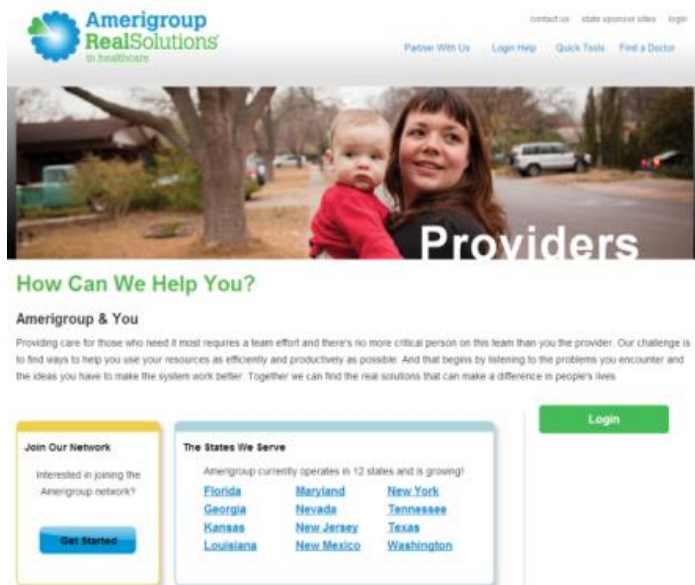 Amerigroup
RealSolutions
in healthcare
contact us state sponsor sites login
Partner With Us Login Help Quick Tools Find a Doctor
Providers
How Can We Help You?
Amerigroup & You
Providing care for those who need it most requires a team effort and there's no more critical person on this team than you the provider. Our challenge is
to find ways to help you use your resources as efficiently and productively as possible. And that begins by listening to the problems you encounter and
the ideas you have to make the system work better. Together we can find the real solutions that can make a difference in people's lives.
Login
Join Our Network
Interested in joining the
Amerigroup network?
Get Started
The States We Serve
Amerigroup currently operates in 12 states and is growing!
Florida Maryland New York
Georgia Nevada Tennessee
Kansas New Jersey Texas
Louisiana New Mexico Washington